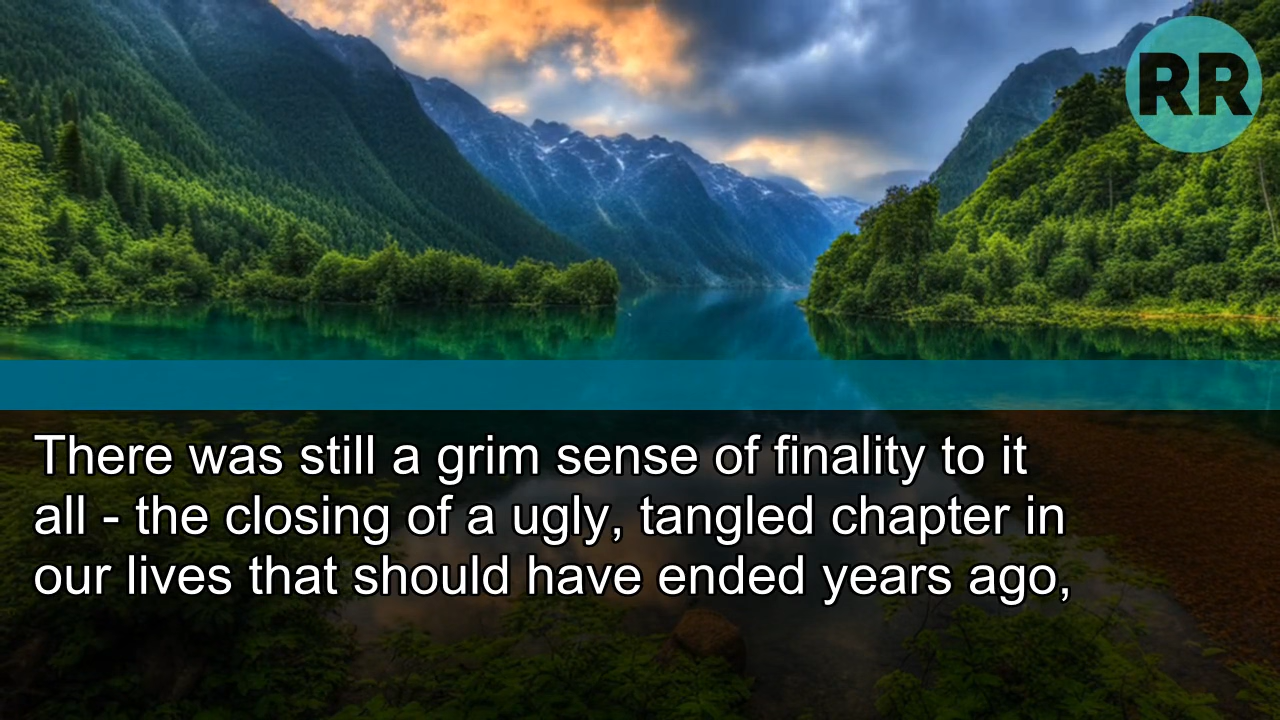 RR
There was still a grim sense of finality to it
all - the closing of a ugly, tangled chapter in
our lives that should have ended years ago,